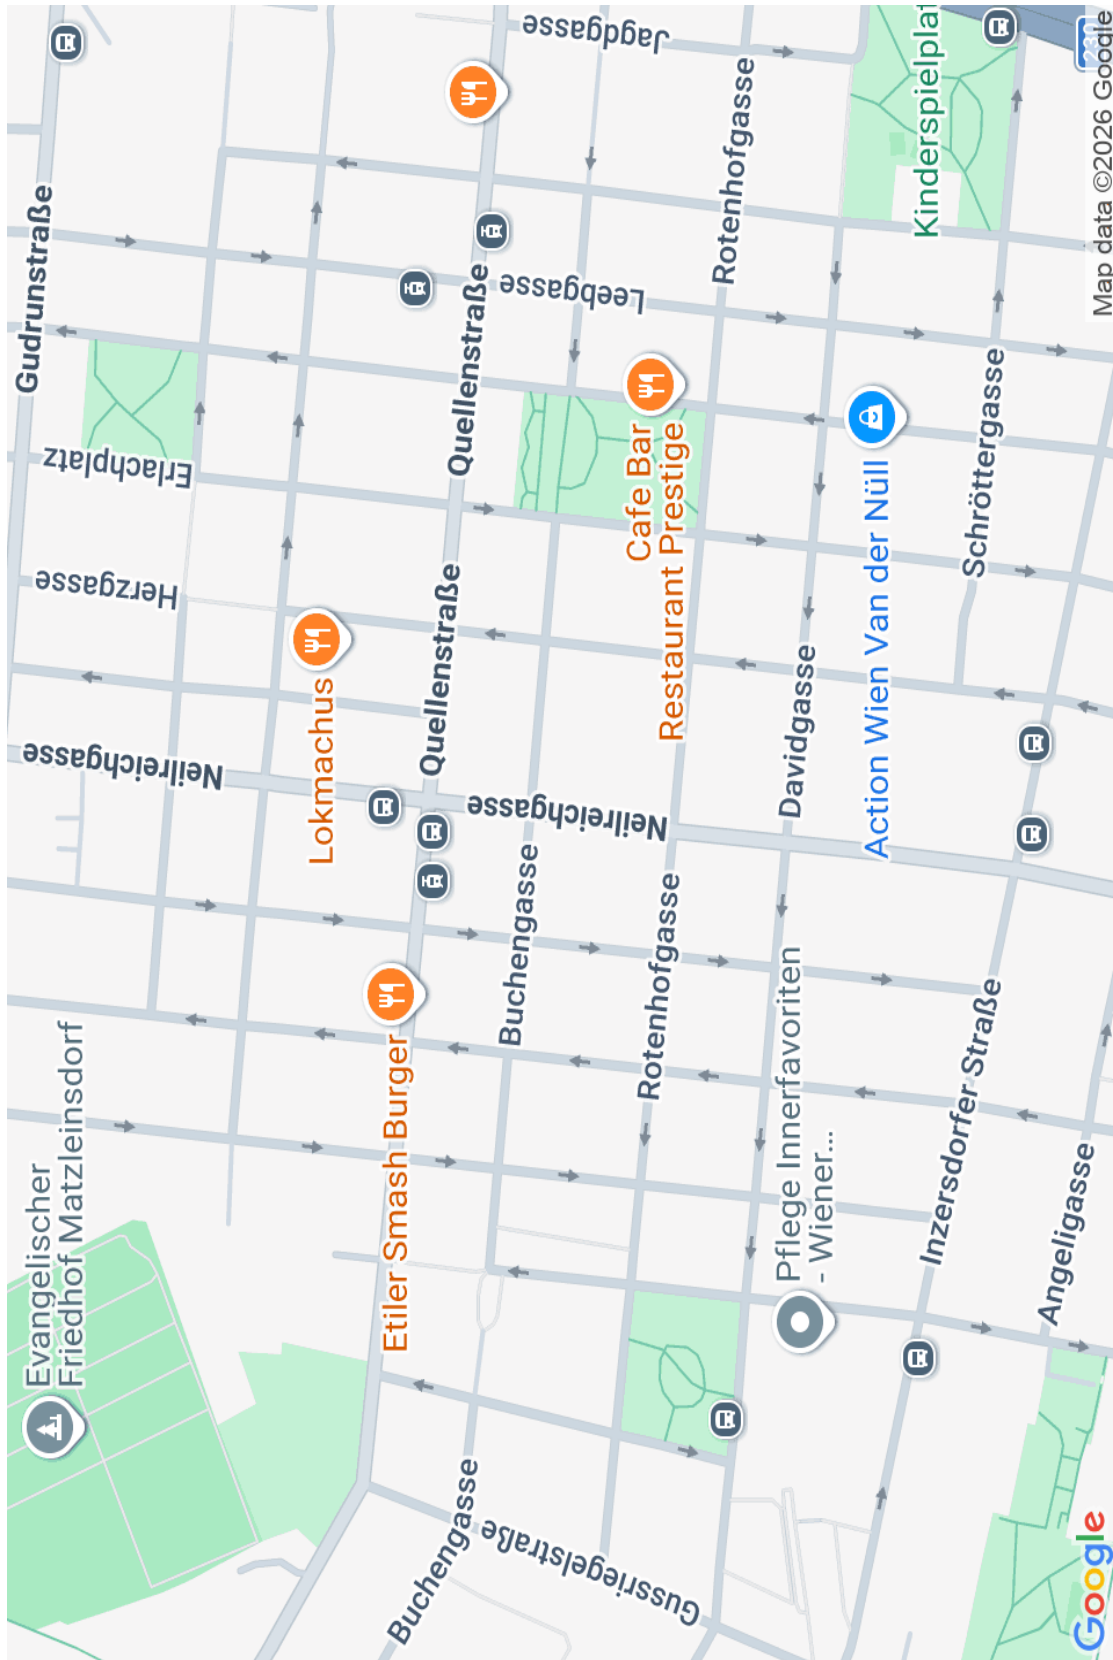 Evangelischer
Friedhof Matzleinsdorf
Gudrunstraße
Erlachplatz
Herzgasse
Neilreichgasse
Lokmachus
Etiler Smash Burger
Quellenstraße
Quellenstraße
Jagdgasse
Leebgasse
Neilreichgasse
Buchengasse
Buchengasse
Gussriegelstraße
Cafe Bar
Restaurant Prestige
Rotenhofgasse
Rotenhofgasse
Davidgasse
Pflege Innerfavoriten
- Wiener...
Action Wien Van der Nüll
Kinderspielplat
Schröttergasse
Inzersdorfer Straße
Angeligasse
230
Google
Map data ©2026 Google